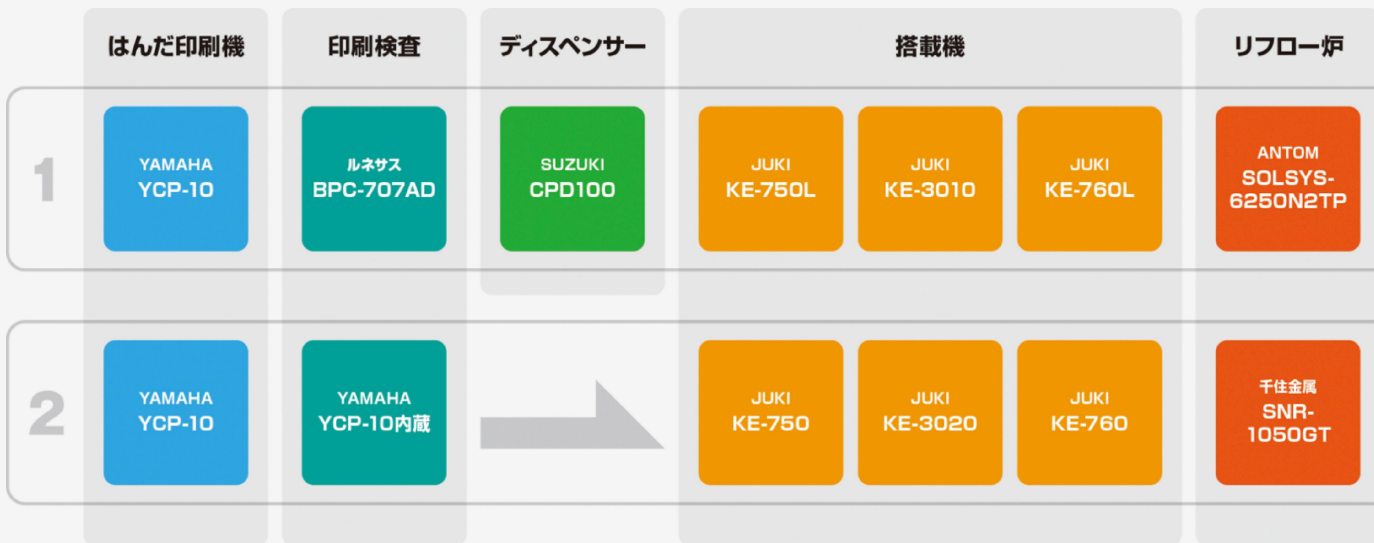 はんだ印刷機
印刷検査
ディスペンサー
搭載機
リフロー炉
1
YAMAHA
YCP-10
ルネサス
BPC-707AD
SUZUKI
CPD100
JUKI
KE-750L
JUKI
KE-3010
JUKI
KE-760L
ANTOM
SOLSYS-
6250N2TP
2
YAMAHA
YCP-10
YAMAHA
YCP-10内蔵
JUKI
KE-750
JUKI
KE-3020
JUKI
KE-760
千住金属
SNR-
1050GT